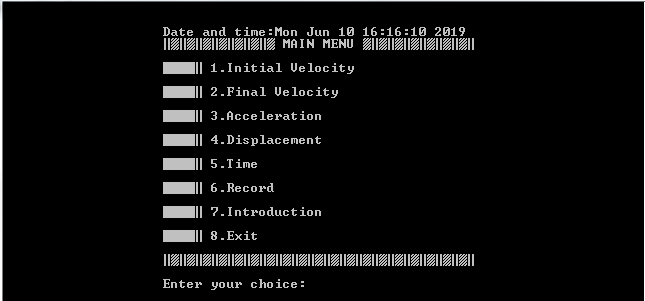 Date and time:Mon Jun 10 16:16:10 2019
MAIN MENU
1.Initial Velocity
2.Final Velocity
3.Acceleration
4.Displacement
5.Time
6.Record
7.Introduction
8.Exit
Enter your choice: